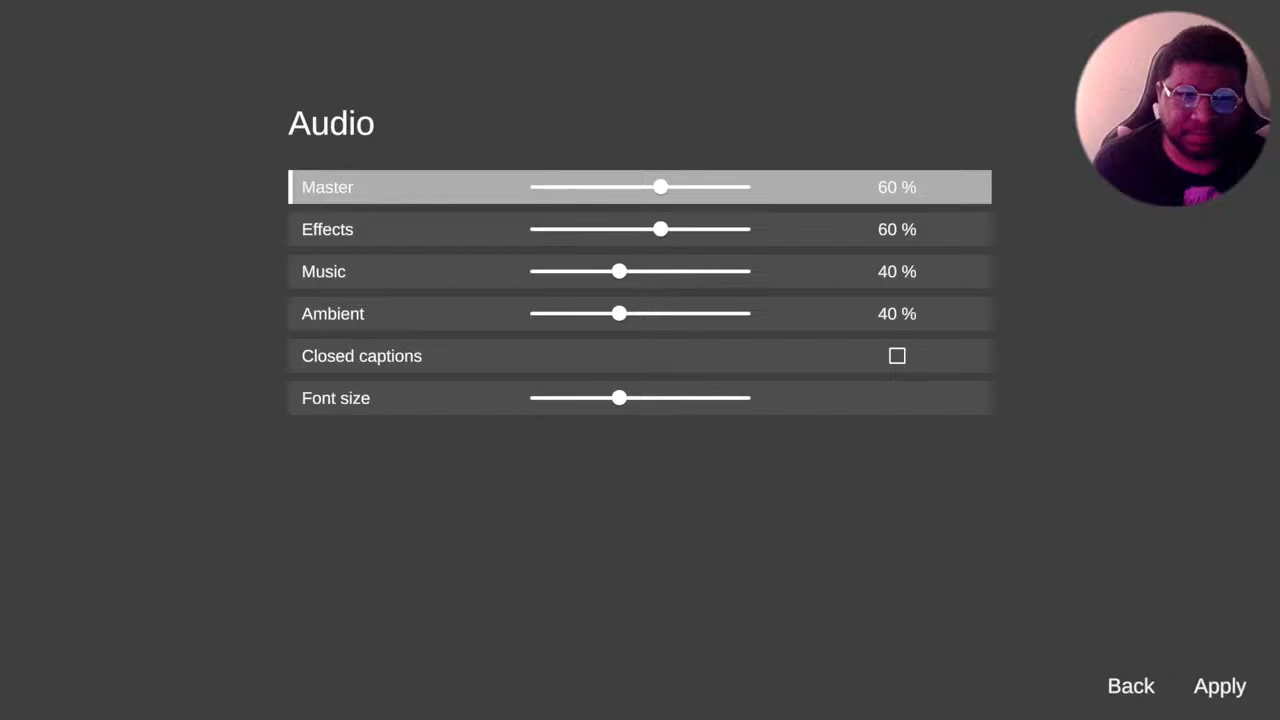 Audio
Master 60 %
Effects 60 %
Music 40 %
Ambient 40 %
Closed captions
Font size
Back Apply